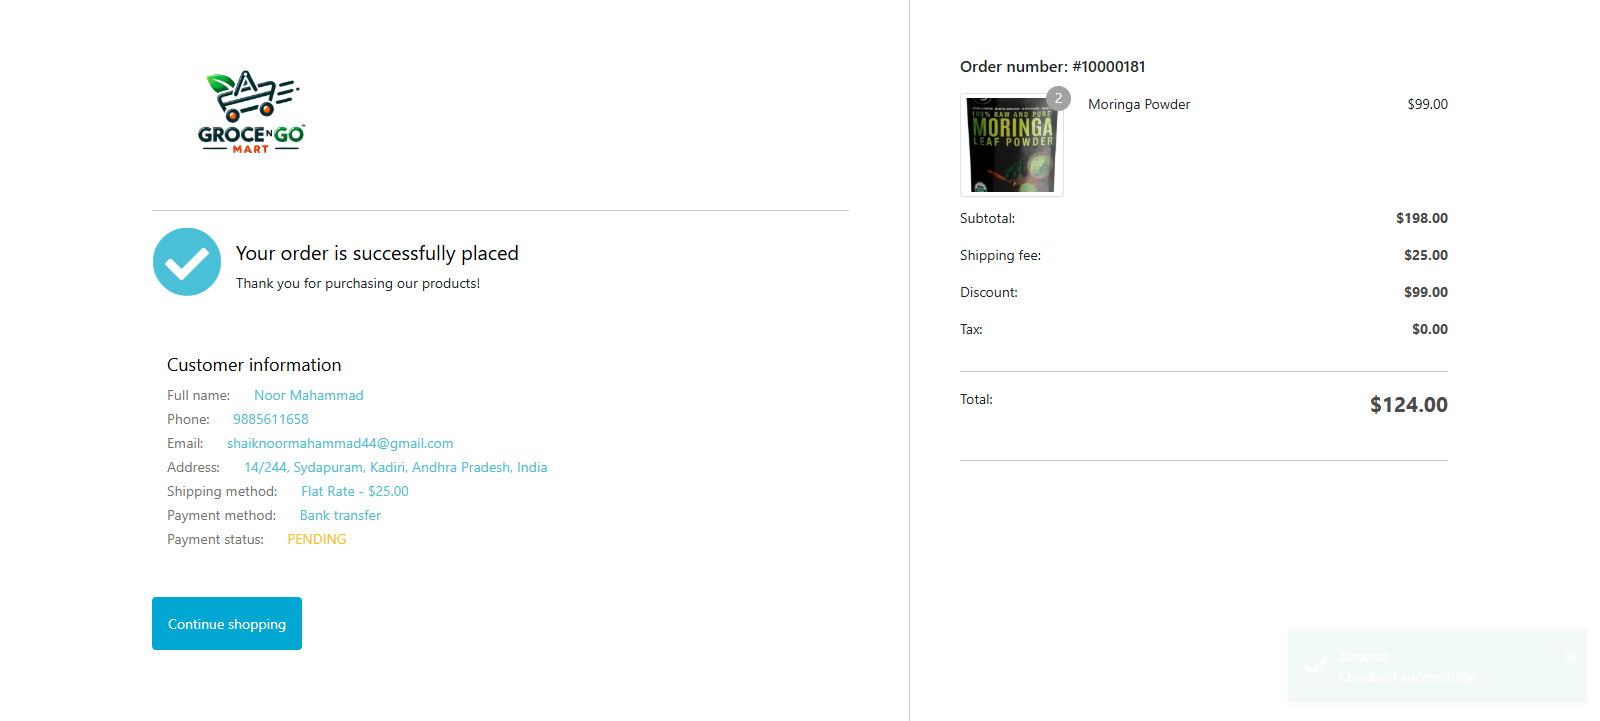 GROCE N GO
MART
Your order is successfully placed
Thank you for purchasing our products!
Customer information
Full name: Noor Mahammad
Phone: 9885611658
Email: shaiknoormahammad44@gmail.com
Address: 14/244, Sydapuram, Kadiri, Andhra Pradesh, India
Shipping method: Flat Rate - $25.00
Payment method: Bank transfer
Payment status: PENDING
Continue shopping
Order number: #10000181
2
Moringa Powder $99.00
100% RAW AND PURE
MORINGA
LEAF POWDER
Subtotal: $198.00
Shipping fee: $25.00
Discount: $99.00
Tax: $0.00
Total: $124.00
Success
Checkout successfully!